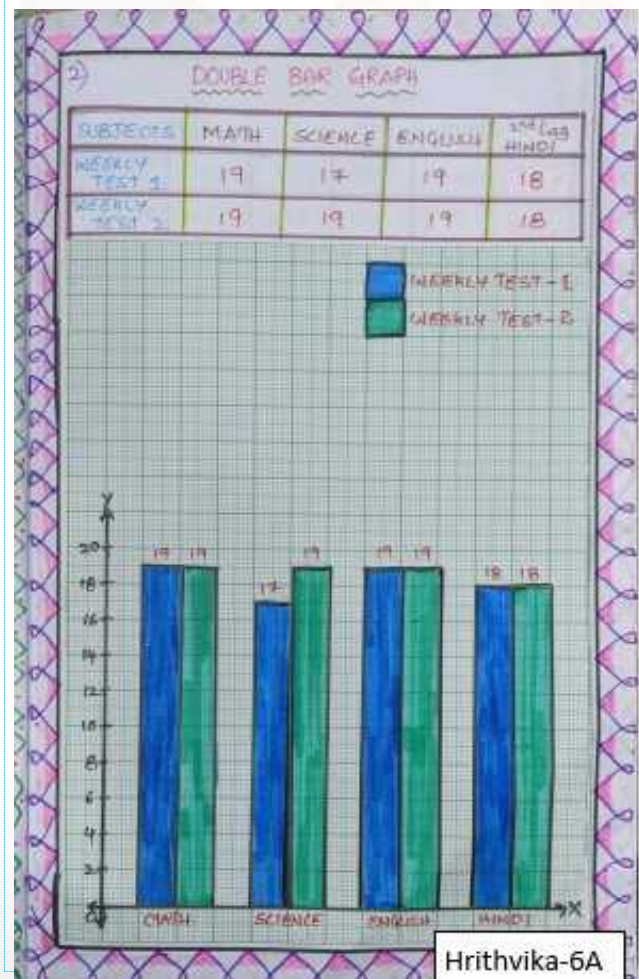 2) DOUBLE BAR GRAPH
SUBJECTS MATH SCIENCE ENGLISH 2nd Lag HINDI
WEEKLY TEST 1 19 17 19 18
WEEKLY TEST 2 19 19 19 18
WEEKLY TEST-1
WEEKLY TEST-2
Y
20
19 19 17 19 19 19 18 18
18
16
14
12
10
8
6
4
2
0 X
MATH SCIENCE ENGLISH HINDI
Hrithvika-6A